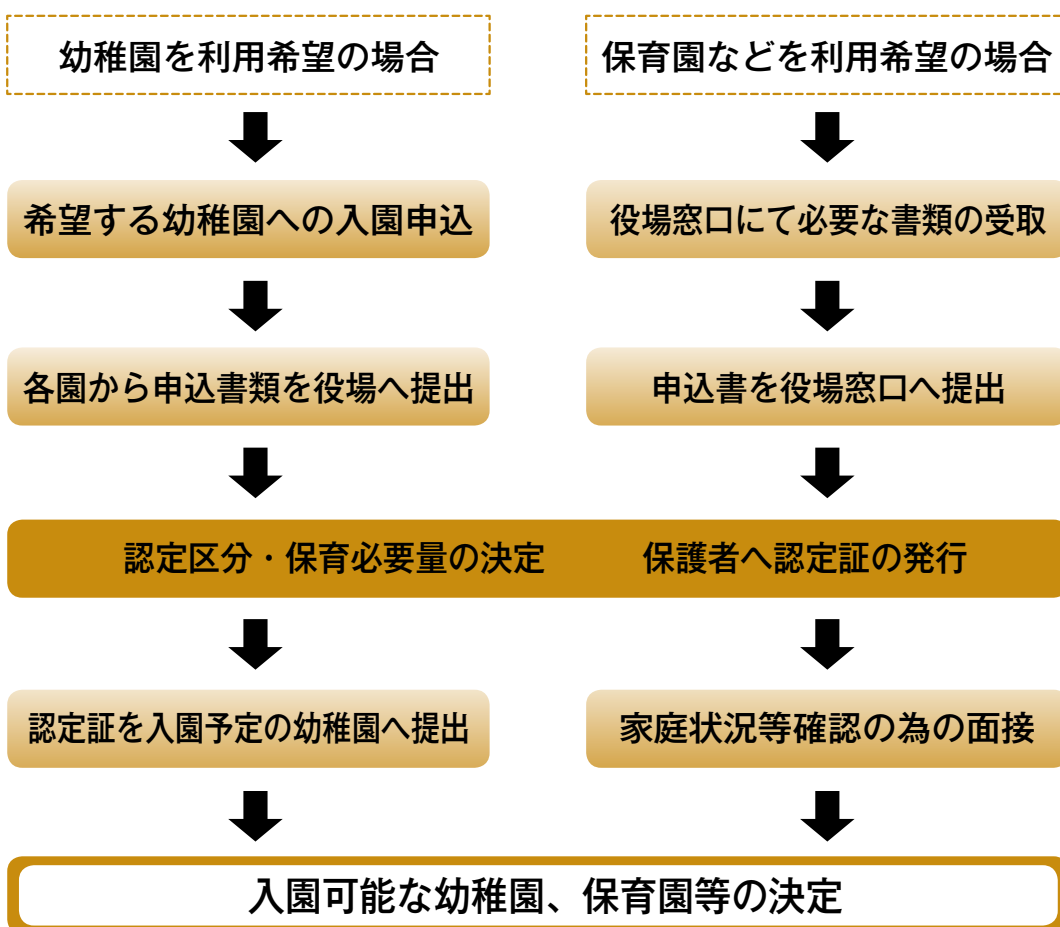 幼稚園を利用希望の場合
保育園などを利用希望の場合
希望する幼稚園への入園申込
役場窓口にて必要な書類の受取
各園から申込書類を役場へ提出
申込書を役場窓口へ提出
認定区分・保育必要量の決定
保護者へ認定証の発行
認定証を入園予定の幼稚園へ提出
家庭状況等確認の為の面接
入園可能な幼稚園、保育園等の決定